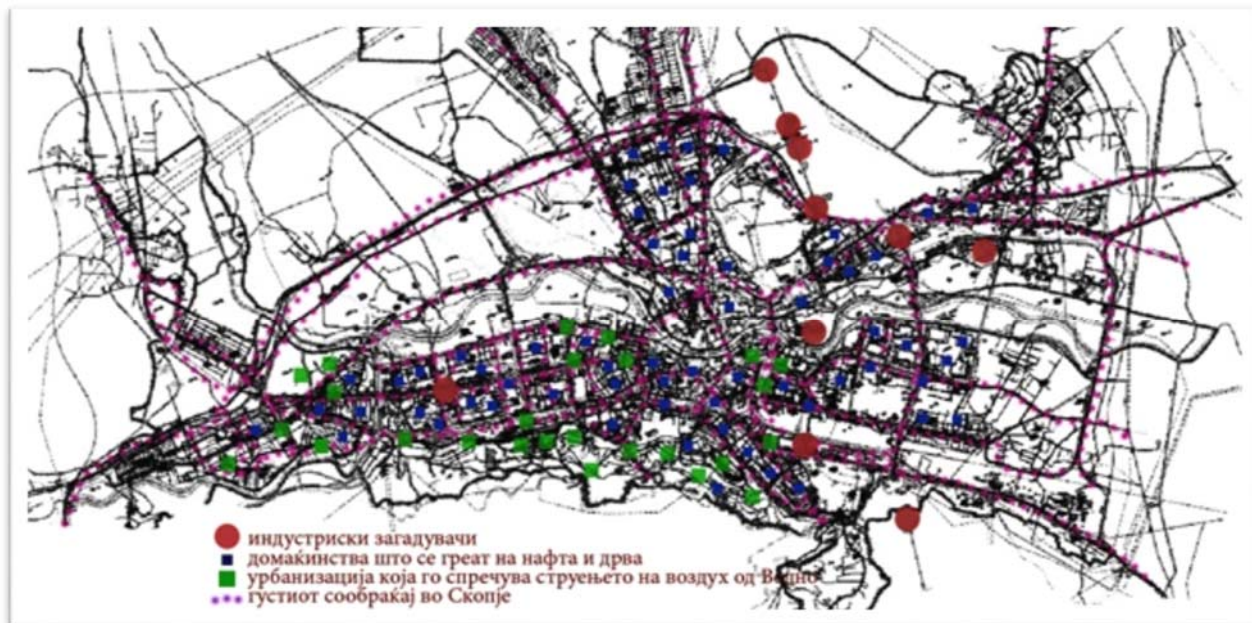 индустриски загадувачи
домаќинства што се греат на нафта и дрва
урбанизација која го спречува струењето на воздух од Водно
густиот сообраќај во Скопје